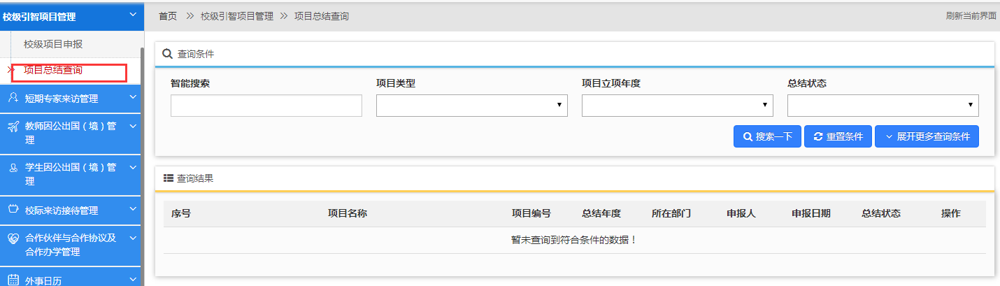 校级引智项目管理
校级项目申报
项目总结查询
短期专家来访管理
教师因公出国（境）管
理
学生因公出国（境）管
理
校际来访接待管理
合作伙伴与合作协议及
合作办学管理
外事日历
首页 校级引智项目管理 项目总结查询 刷新当前界面
查询条件
智能搜索 项目类型 项目立项年度 总结状态
搜索一下 重置条件 展开更多查询条件
查询结果
序号 项目名称 项目编号 总结年度 所在部门 申报人 申报日期 总结状态 操作
暂未查询到符合条件的数据！